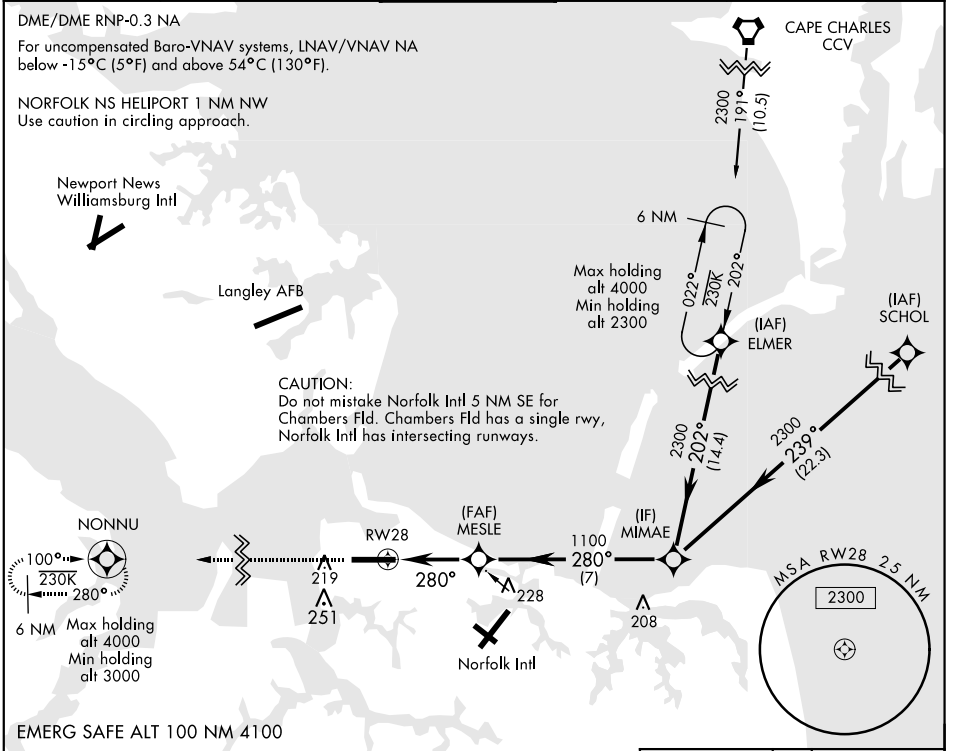 DME/DME RNP-0.3 NA
For uncompensated Baro-VNAV systems, LNAV/VNAV NA
below -15°C (5°F) and above 54°C (130°F).
NORFOLK NS HELIPORT 1 NM NW
Use caution in circling approach.
CAPE CHARLES
CCV
2300
191°
(10.5)
Newport News
Williamsburg Intl
6 NM
Langley AFB
Max holding
alt 4000
Min holding
alt 2300
022°
230K
202°
(IAF)
ELMER
(IAF)
SCHOL
CAUTION:
Do not mistake Norfolk Intl 5 NM SE for
Chambers Fld. Chambers Fld has a single rwy,
Norfolk Intl has intersecting runways.
2300
202°
(14.4)
2300
239°
(22.3)
NONNU
RW28
(FAF)
MESLE
(IF)
MIMAE
1100
280°
(7)
280°
100°
230K
280°
6 NM
Max holding
alt 4000
Min holding
alt 3000
219
251
228
208
Norfolk Intl
MSA RW28 25 NM
2300
EMERG SAFE ALT 100 NM 4100